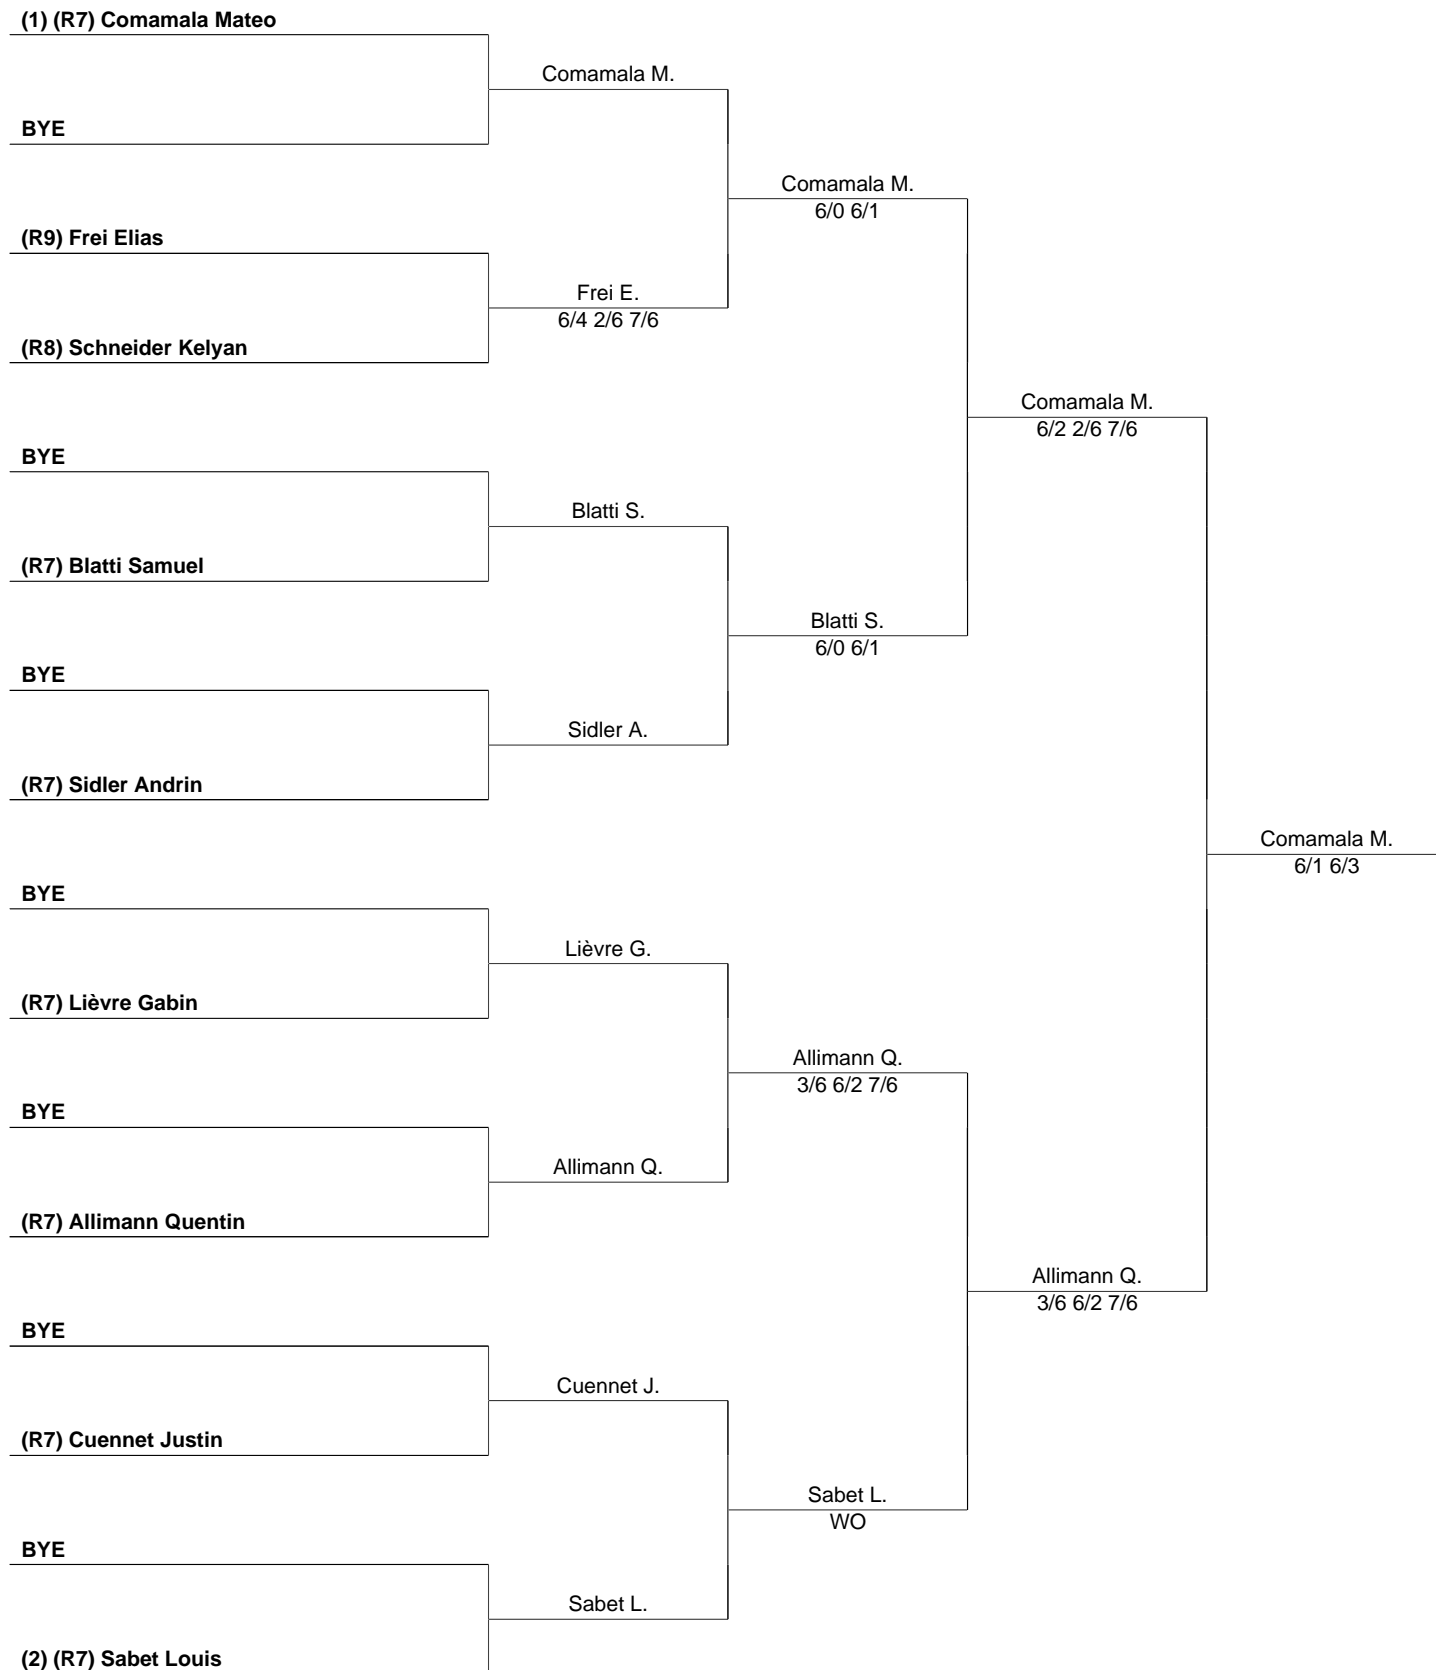 (1) (R7) Comamala Mateo
Comamala M.
BYE
Comamala M.
6/0 6/1
(R9) Frei Elias
Frei E.
6/4 2/6 7/6
(R8) Schneider Kelyan
Comamala M.
6/2 2/6 7/6
BYE
Blatti S.
(R7) Blatti Samuel
Blatti S.
6/0 6/1
BYE
Sidler A.
(R7) Sidler Andrin
Comamala M.
6/1 6/3
BYE
Lièvre G.
(R7) Lièvre Gabin
Allimann Q.
3/6 6/2 7/6
BYE
Allimann Q.
(R7) Allimann Quentin
Allimann Q.
3/6 6/2 7/6
BYE
Cuennet J.
(R7) Cuennet Justin
Sabet L.
WO
BYE
Sabet L.
(2) (R7) Sabet Louis